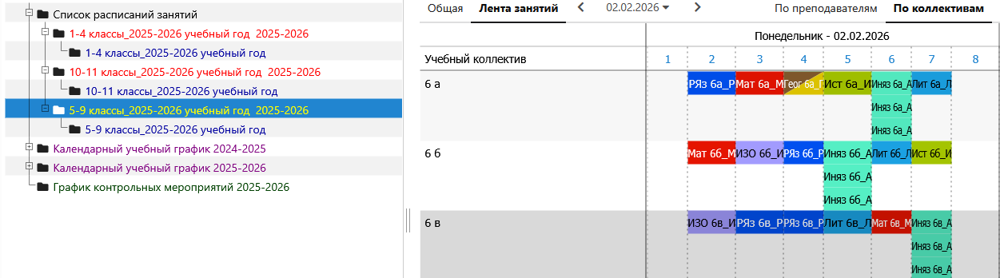 Список расписаний занятий
1-4 классы_2025-2026 учебный год 2025-2026
1-4 классы_2025-2026 учебный год
10-11 классы_2025-2026 учебный год 2025-2026
10-11 классы_2025-2026 учебный год
5-9 классы_2025-2026 учебный год 2025-2026
5-9 классы_2025-2026 учебный год
Календарный учебный график 2024-2025
Календарный учебный график 2025-2026
График контрольных мероприятий 2025-2026
Общая Лента занятий 02.02.2026 По преподавателям По коллективам
Понедельник - 02.02.2026
Учебный коллектив 1 2 3 4 5 6 7 8
6 а РЯз 6а_Р Мат 6а_М Геог 6а_Г Ист 6а_И Иняз 6а_А Лит 6а_Л
Иняз 6а_А
Иняз 6а_А
6 б Мат 6б_М ИЗО 6б_И РЯз 6б_Р Иняз 6б_А Лит 6б_Л Ист 6б_И
Иняз 6б_А
Иняз 6б_А
6 в ИЗО 6в_И РЯз 6в_Р РЯз 6в_Р Лит 6в_Л Мат 6в_М Иняз 6в_А
Иняз 6в_А
Иняз 6в_А